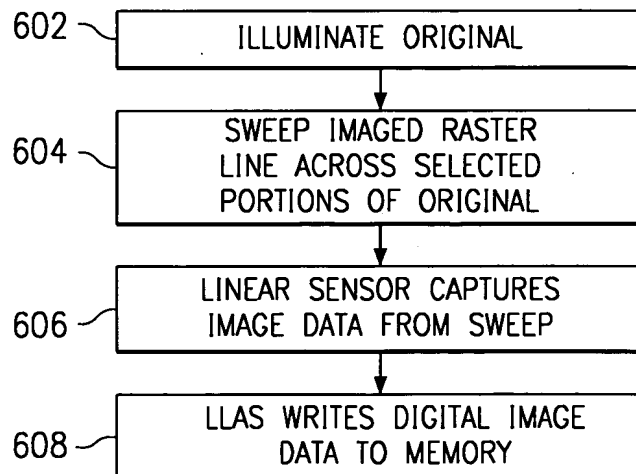 602
ILLUMINATE ORIGINAL
604
SWEEP IMAGED RASTER
LINE ACROSS SELECTED
PORTIONS OF ORIGINAL
606
LINEAR SENSOR CAPTURES
IMAGE DATA FROM SWEEP
608
LLAS WRITES DIGITAL IMAGE
DATA TO MEMORY